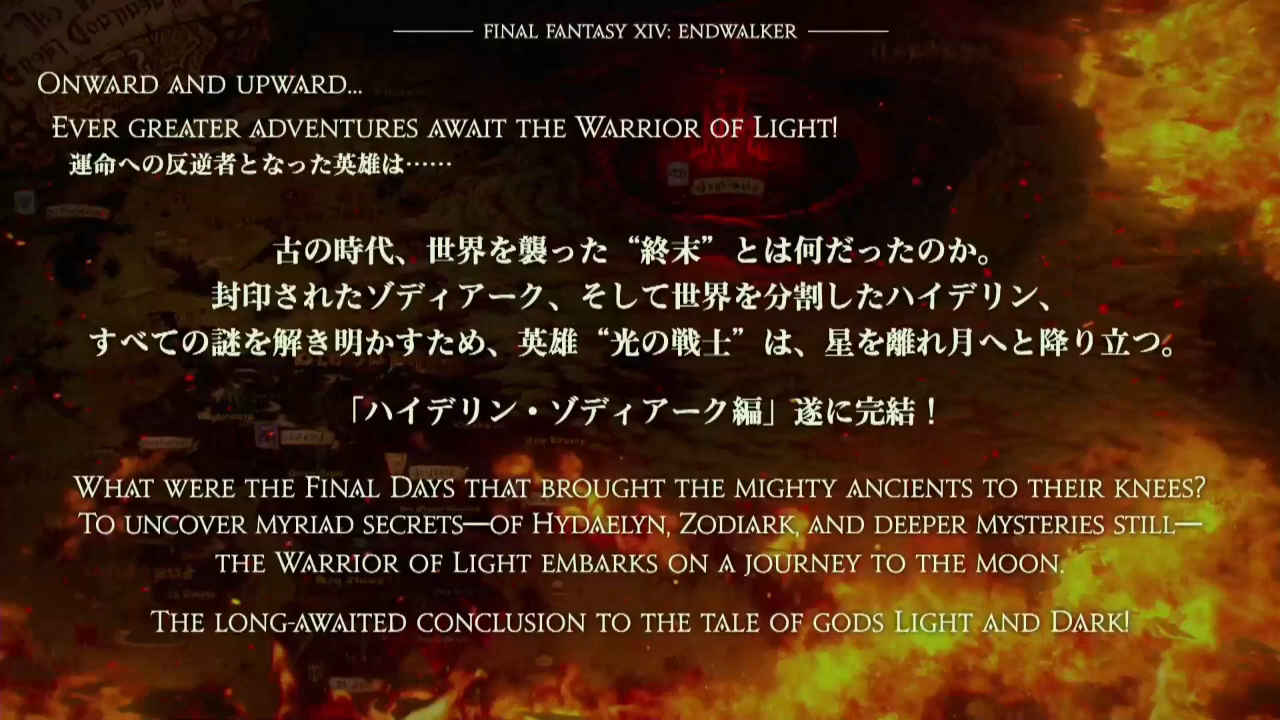 FINAL FANTASY XIV: ENDWALKER
ONWARD AND UPWARD...
EVER GREATER ADVENTURES AWAIT THE WARRIOR OF LIGHT!
運命への反逆者となった英雄は……
古の時代、世界を襲った“終末”とは何だったのか。
封印されたゾディアーク、そして世界を分割したハイデリン、
すべての謎を解き明かすため、英雄“光の戦士”は、星を離れ月へと降り立つ。
「ハイデリン・ゾディアーク編」遂に完結！
WHAT WERE THE FINAL DAYS THAT BROUGHT THE MIGHTY ANCIENTS TO THEIR KNEES?
TO UNCOVER MYRIAD SECRETS—OF HYDAELYN, ZODIARK, AND DEEPER MYSTERIES STILL—
THE WARRIOR OF LIGHT EMBARKS ON A JOURNEY TO THE MOON.
THE LONG-AWAITED CONCLUSION TO THE TALE OF GODS LIGHT AND DARK!